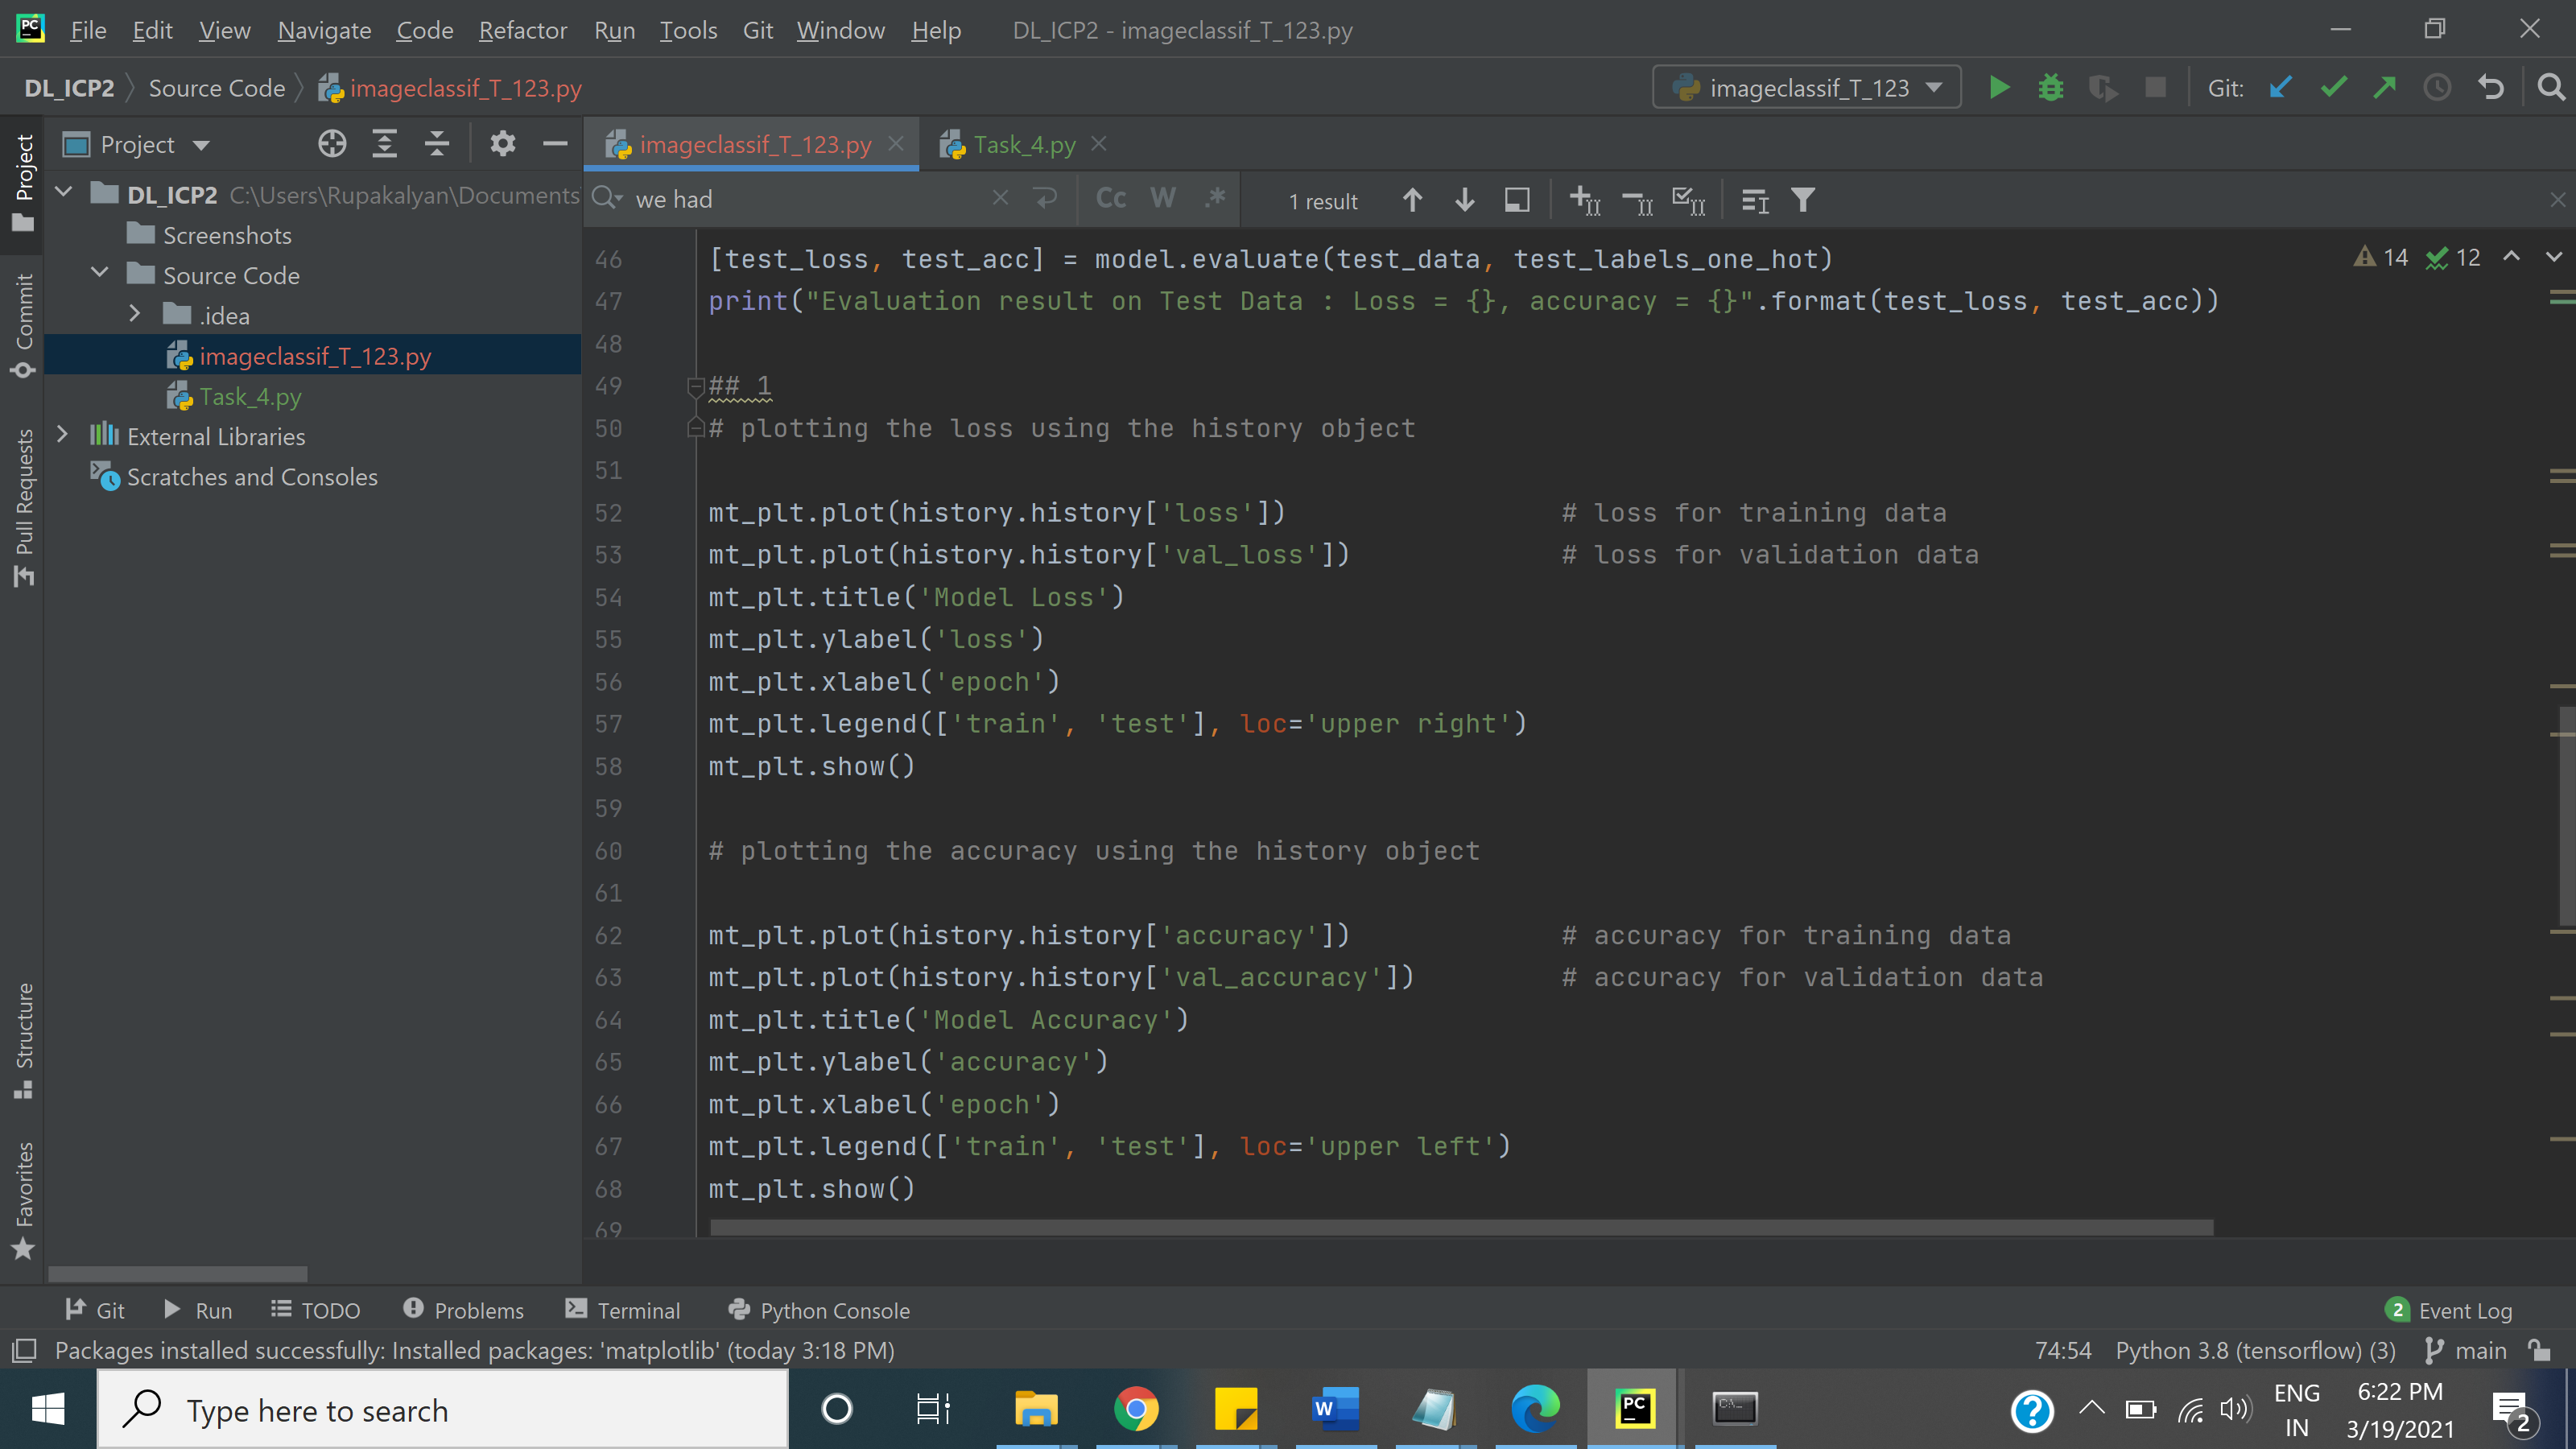 PC File Edit View Navigate Code Refactor Run Tools Git Window Help DL_ICP2 - imageclassif_T_123.py
DL_ICP2 Source Code imageclassif_T_123.py imageclassif_T_123 Git:
Project Project imageclassif_T_123.py Task_4.py
DL_ICP2 C:\Users\Rupakalyan\Documents we had Cc W .* 1 result
Screenshots
Source Code
.idea
imageclassif_T_123.py
Task_4.py
External Libraries
Scratches and Consoles
Commit
Pull Requests
Structure
Favorites
14 12
46 [test_loss, test_acc] = model.evaluate(test_data, test_labels_one_hot)
47 print("Evaluation result on Test Data : Loss = {}, accuracy = {}".format(test_loss, test_acc))
48
49 ## 1
50 # plotting the loss using the history object
51
52 mt_plt.plot(history.history['loss']) # loss for training data
53 mt_plt.plot(history.history['val_loss']) # loss for validation data
54 mt_plt.title('Model Loss')
55 mt_plt.ylabel('loss')
56 mt_plt.xlabel('epoch')
57 mt_plt.legend(['train', 'test'], loc='upper right')
58 mt_plt.show()
59
60 # plotting the accuracy using the history object
61
62 mt_plt.plot(history.history['accuracy']) # accuracy for training data
63 mt_plt.plot(history.history['val_accuracy']) # accuracy for validation data
64 mt_plt.title('Model Accuracy')
65 mt_plt.ylabel('accuracy')
66 mt_plt.xlabel('epoch')
67 mt_plt.legend(['train', 'test'], loc='upper left')
68 mt_plt.show()
69
Git Run TODO Problems Terminal Python Console 2 Event Log
Packages installed successfully: Installed packages: 'matplotlib' (today 3:18 PM) 74:54 Python 3.8 (tensorflow) (3) main
Type here to search W PC ENG 6:22 PM
IN 3/19/2021 2